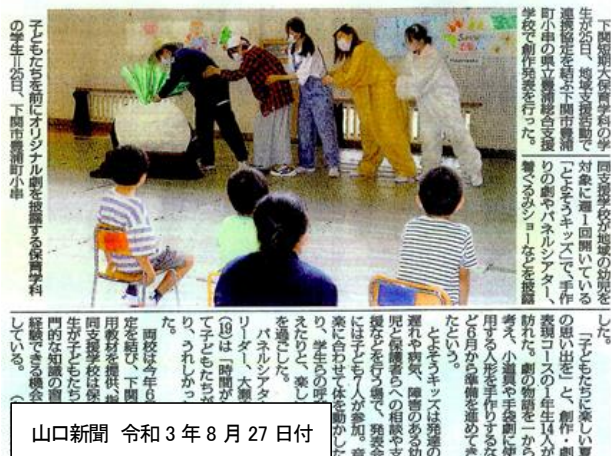 下関短期大保育学科の学
生が25日、地域支援活動で
連携協定を結ぶ下関市豊浦
町小串の県立豊浦総合支援
学校で創作発表を行った。
同支援学校が地域の幼児を
対象に週1回開いている
「とよそうキッズ」で、手作
りの劇やパネルシアター、
着ぐるみショーなどを披露
した。
「子どもたちに楽しい夏
の思い出を」と、創作・劇
表現コースの1年生14人が
訪れた。劇の物語を一から
考え、小道具や手袋劇に使
用する人形を手作りするな
ど6月から準備を進めてき
たという。
とよそうキッズは発達の
遅れや病気、障害のある幼
児と保護者らへの相談や支
援などを行う場で、発表会
には子ども7人が参加。音
楽に合わせて体を動かした
り、学生らの呼
えたりと、楽し
を過ごした。
パネルシアタ
リーダー、大瀬
(19)は「時間が
て子どもたちが
り、うれしかっ
た。
両校は今年6
定を結び、下関
用教材を提供、
同支援学校は保
生が子どもたち
門的な知識の習
経験できる機会
している。
子どもたちを前にオリジナル劇を披露する保育学科
の学生=25日、下関市豊浦町小串
山口新聞 令和3年8月27日付